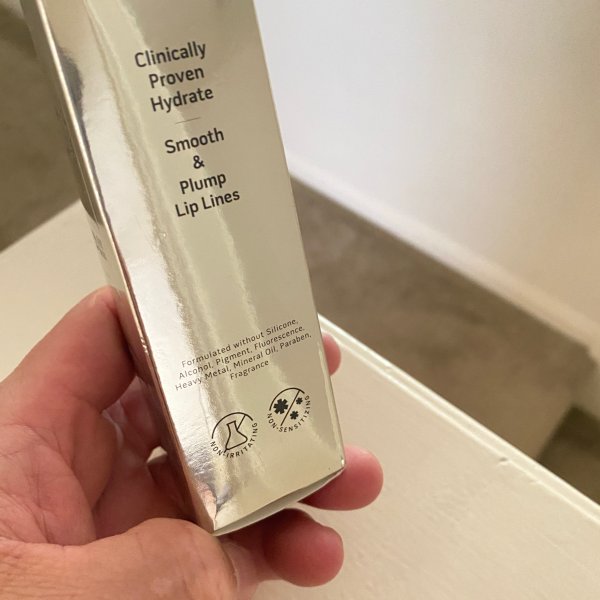 Clinically
Proven
Hydrate
Smooth
&
Plump
Lip Lines
Formulated without Silicone,
Alcohol, Pigment, Fluorescence,
Heavy Metal, Mineral Oil, Paraben,
Fragrance
NON-IRRITATING
NON-SENSITIZING